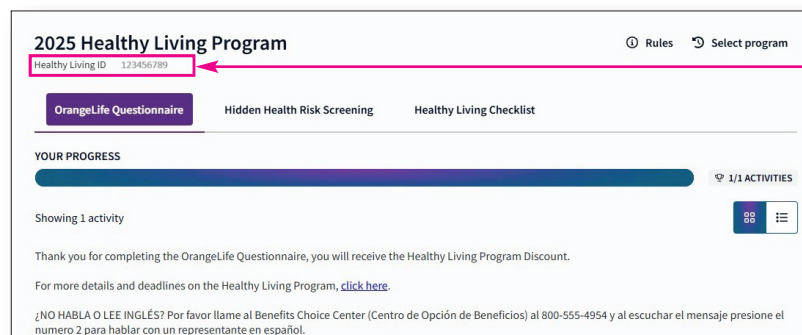 2025 Healthy Living Program
Rules
Select program
Healthy Living ID 123456789
OrangeLife Questionnaire
Hidden Health Risk Screening
Healthy Living Checklist
YOUR PROGRESS
1/1 ACTIVITIES
Showing 1 activity
Thank you for completing the OrangeLife Questionnaire, you will receive the Healthy Living Program Discount.
For more details and deadlines on the Healthy Living Program, click here.
¿NO HABLA O LEE INGLÉS? Por favor llame al Benefits Choice Center (Centro de Opción de Beneficios) al 800-555-4954 y al escuchar el mensaje presione el
numero 2 para hablar con un representante en español.